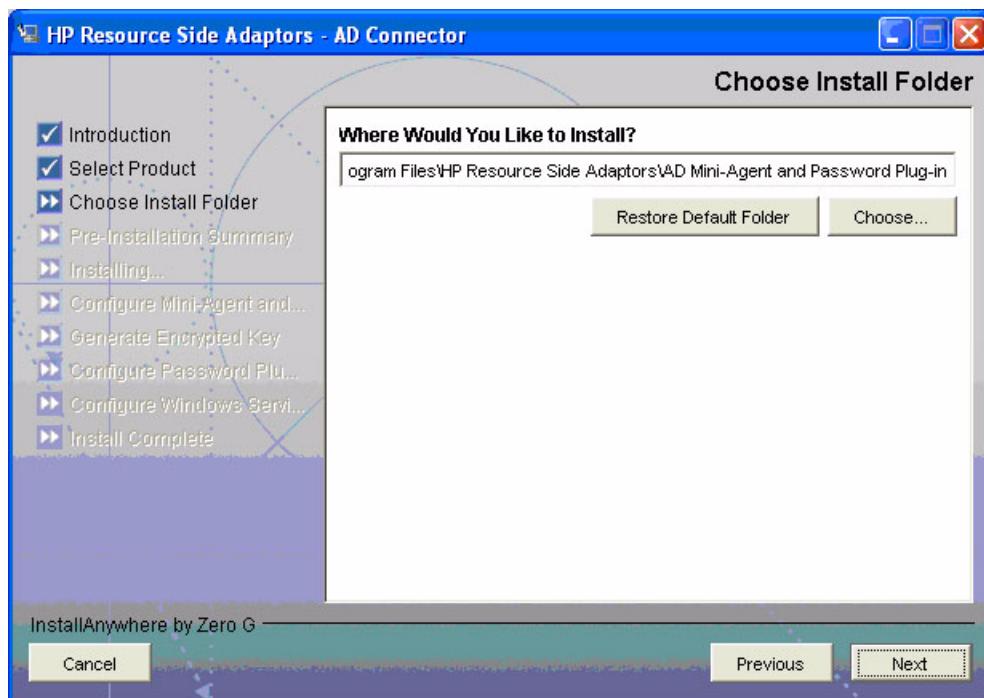 HP Resource Side Adaptors - AD Connector
Choose Install Folder
Introduction
Select Product
Choose Install Folder
Pre-Installation Summary
Installing...
Configure Mini-Agent and...
Generate Encrypted Key
Configure Password Plu...
Configure Windows Servi...
Install Complete
Where Would You Like to Install?
ogram Files\HP Resource Side Adaptors\AD Mini-Agent and Password Plug-in
Restore Default Folder
Choose...
InstallAnywhere by Zero G
Cancel
Previous
Next